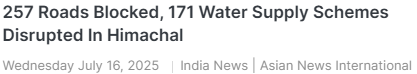 257 Roads Blocked, 171 Water Supply Schemes
Disrupted In Himachal
Wednesday July 16, 2025 | India News | Asian News International